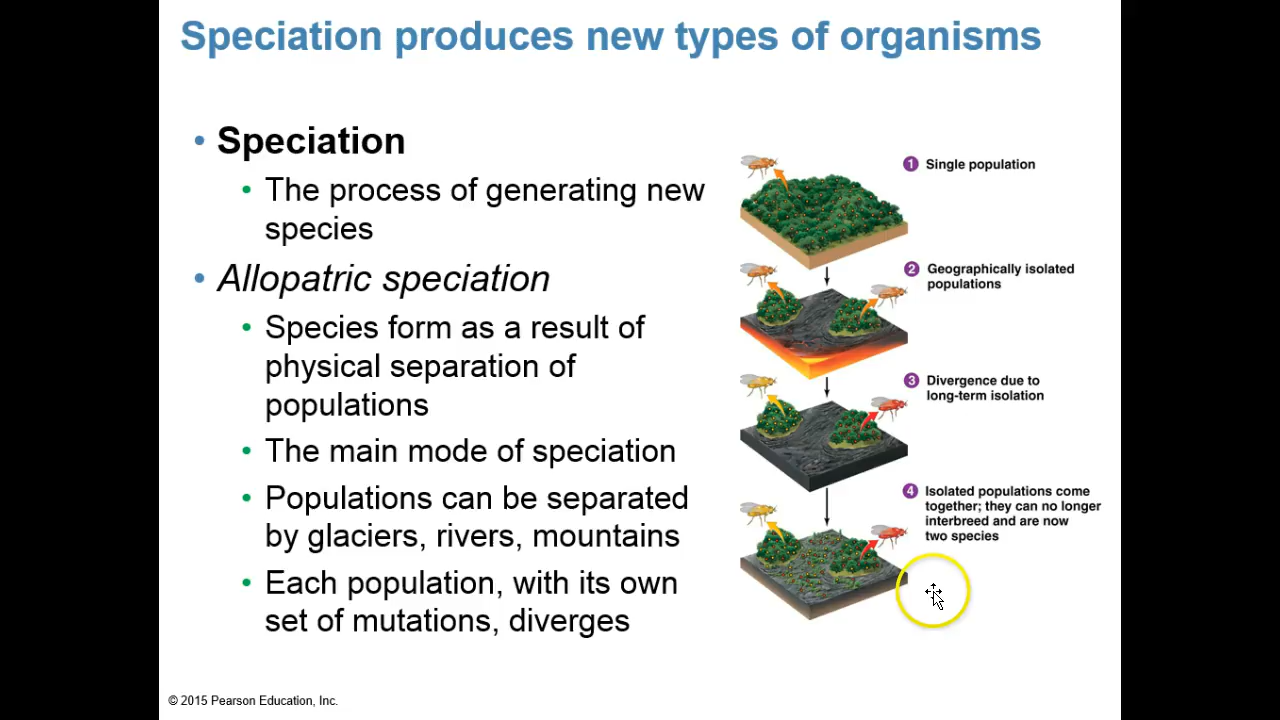 Speciation produces new types of organisms
• Speciation
• The process of generating new
species
• Allopatric speciation
• Species form as a result of
physical separation of
populations
• The main mode of speciation
• Populations can be separated
by glaciers, rivers, mountains
• Each population, with its own
set of mutations, diverges
1 Single population
2 Geographically isolated
populations
3 Divergence due to
long-term isolation
4 Isolated populations come
together; they can no longer
interbreed and are now
two species
© 2015 Pearson Education, Inc.